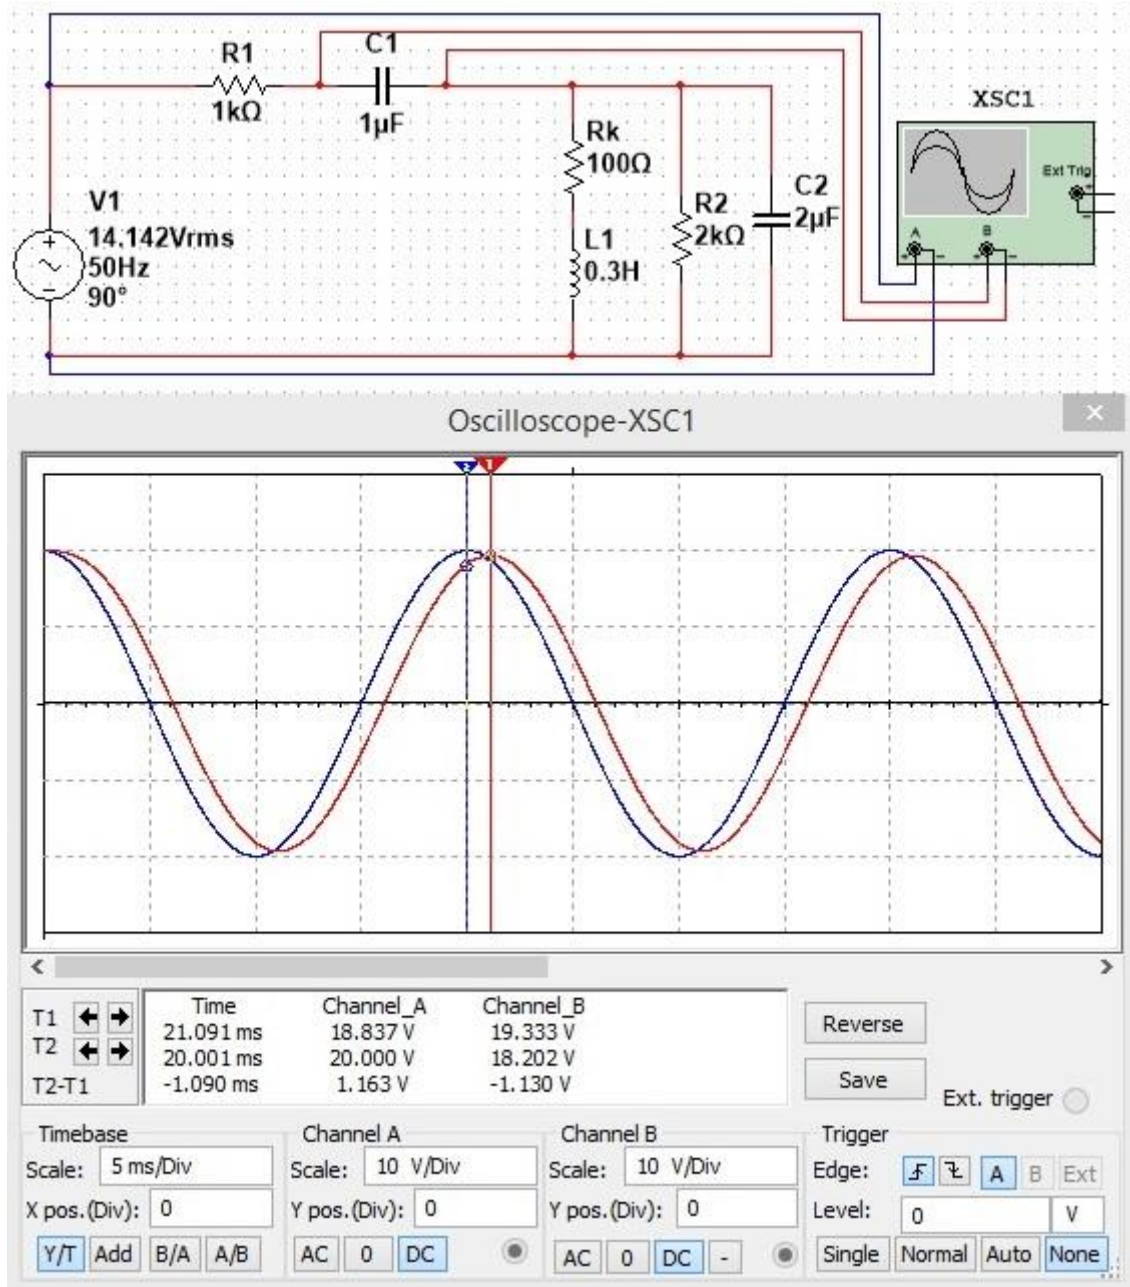 R1
1kΩ
C1
1µF
XSC1
Ext Trig
+
-
A
B
+ - + -
V1
14.142Vrms
50Hz
90°
+
-
Rk
100Ω
L1
0.3H
R2
2kΩ
C2
2µF
Oscilloscope-XSC1
×
2 1
< >
Time Channel_A Channel_B
T1 21.091 ms 18.837 V 19.333 V
T2 20.001 ms 20.000 V 18.202 V
T2-T1 -1.090 ms 1.163 V -1.130 V
Reverse
Save
Ext. trigger
Timebase
Scale: 5 ms/Div
X pos.(Div): 0
Y/T Add B/A A/B
Channel A
Scale: 10 V/Div
Y pos.(Div): 0
AC 0 DC
Channel B
Scale: 10 V/Div
Y pos.(Div): 0
AC 0 DC -
Trigger
Edge: A B Ext
Level: 0 V
Single Normal Auto None